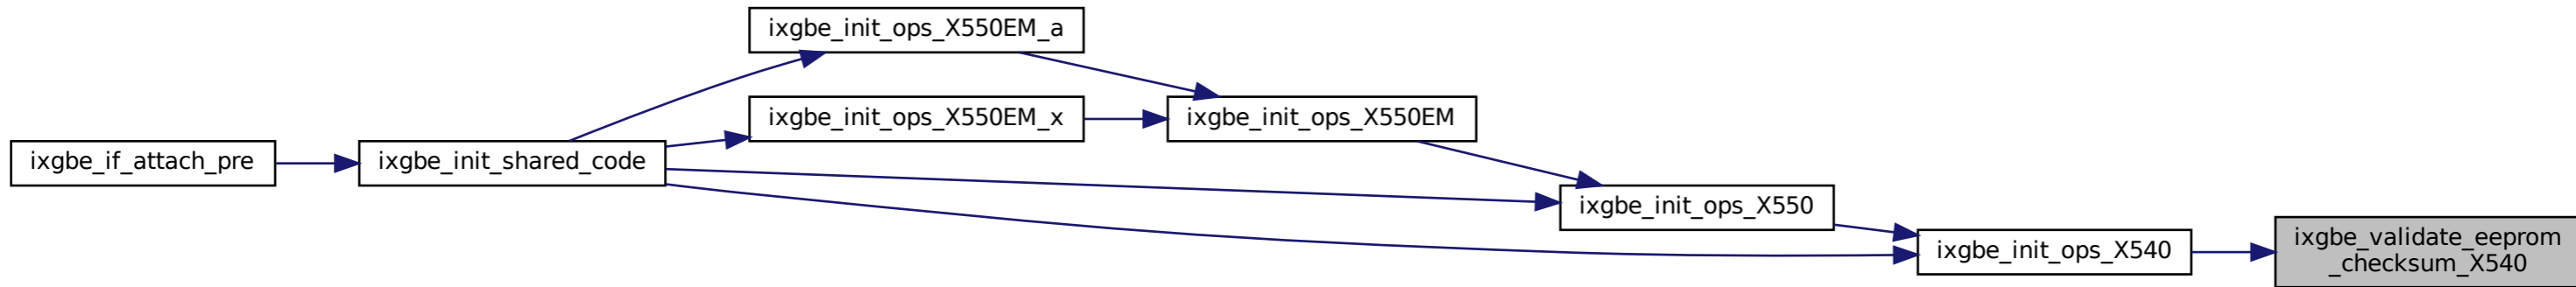 ixgbe_init_ops_X550EM_a
ixgbe_init_ops_X550EM_x
ixgbe_init_ops_X550EM
ixgbe_if_attach_pre
ixgbe_init_shared_code
ixgbe_init_ops_X550
ixgbe_init_ops_X540
ixgbe_validate_eeprom
_checksum_X540